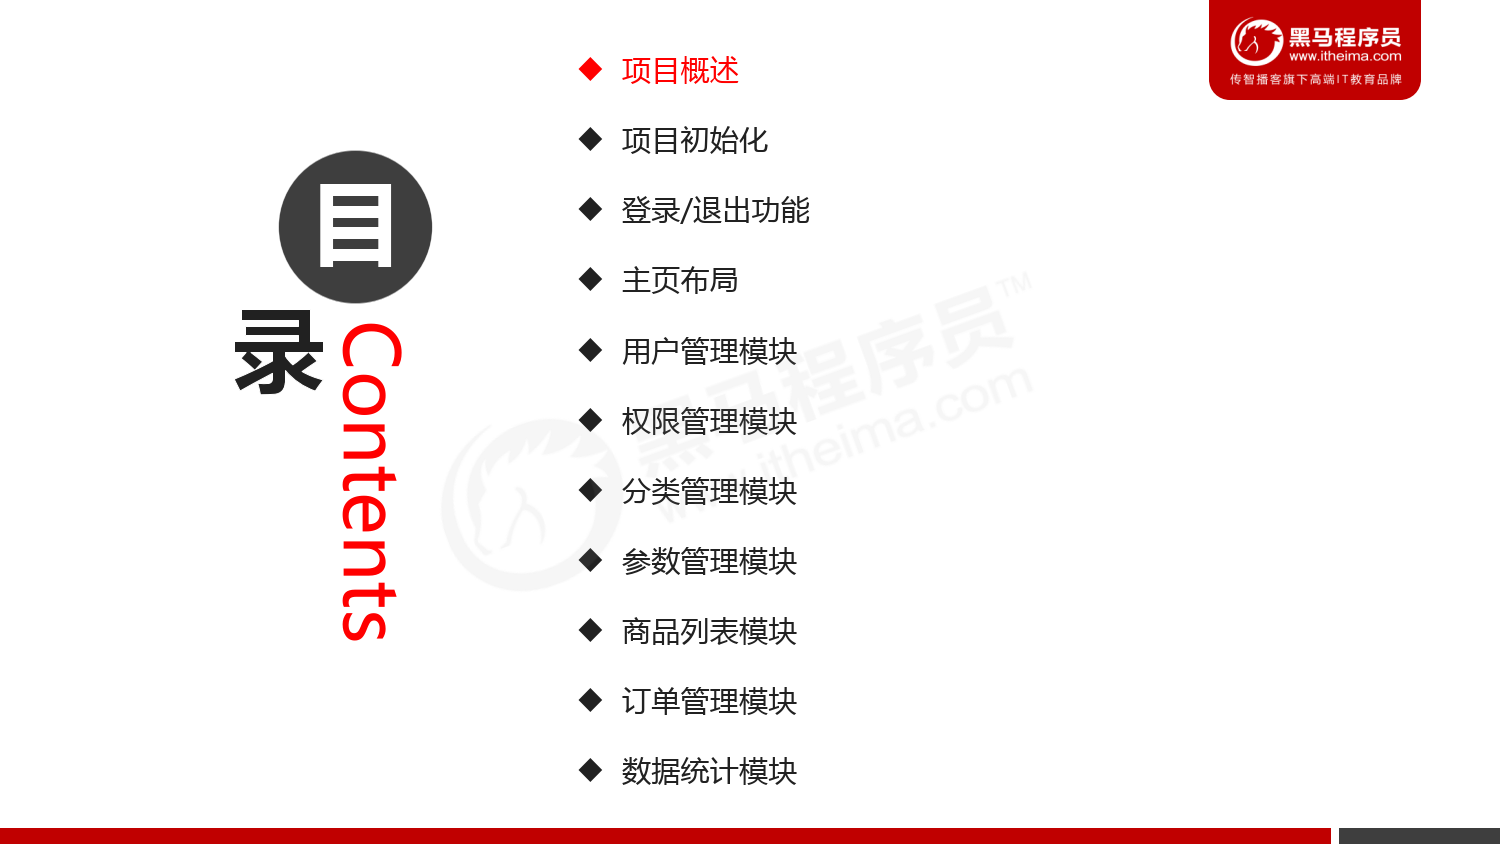 黑马程序员
www.itheima.com
传智播客旗下高端IT教育品牌
目录
Contents
项目概述
项目初始化
登录/退出功能
主页布局
用户管理模块
权限管理模块
分类管理模块
参数管理模块
商品列表模块
订单管理模块
数据统计模块
黑马程序员™
www.itheima.com